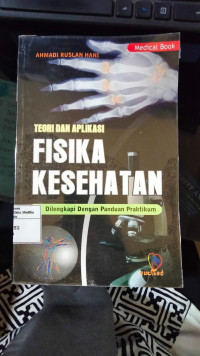 AHMADI RUSLAN HANI
Medical Book
TEORI DAN APLIKASI
FISIKA
KESEHATAN
Dilengkapi Dengan Panduan Praktikum